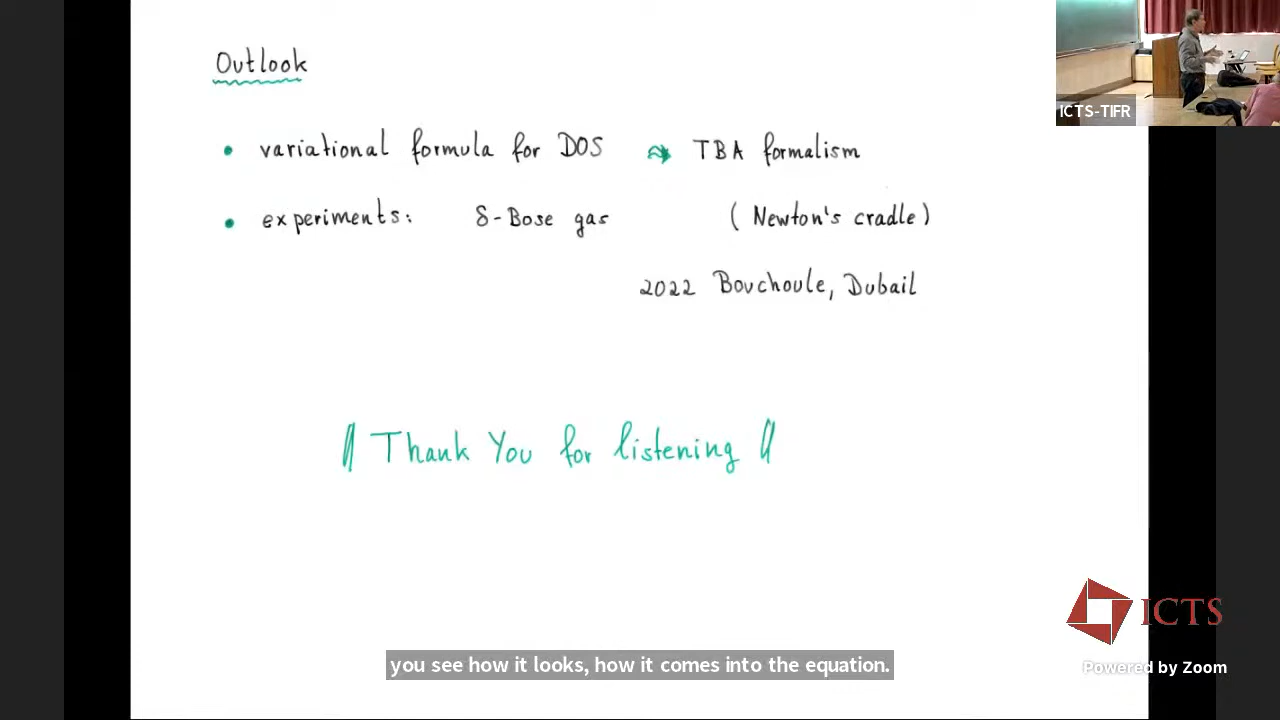 Outlook
• variational formula for DOS ⇝ TBA formalism
• experiments: δ-Bose gas (Newton's cradle)
2022 Bouchoule, Dubail
Thank You for listening
ICTS-TIFR
ICTS
you see how it looks, how it comes into the equation.
Powered by Zoom